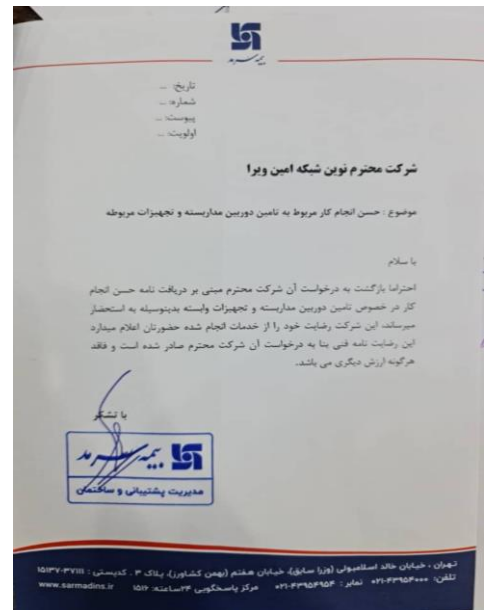 بیمه سرمد
تاریخ: ...
شماره: ...
پیوست: ...
اولویت: ...
شرکت محترم نوین شبکه امین ویرا
موضوع : حسن انجام کار مربوط به تامین دوربین مداربسته و تجهیزات مربوطه
با سلام
احتراما بازگشت به درخواست آن شرکت محترم مبنی بر دریافت نامه حسن انجام
کار در خصوص تامین دوربین مداربسته و تجهیزات وابسته بدینوسیله به استحضار
میرساند، این شرکت رضایت خود را از خدمات انجام شده حضورتان اعلام میدارد
این رضایت نامه فنی بنا به درخواست آن شرکت محترم صادر شده است و فاقد
هرگونه ارزش دیگری می باشد.
با تشکر
بیمه سرمد
مدیریت پشتیبانی و ساختمان
تهران ، خیابان خالد اسلامبولی (وزرا سابق)، خیابان هفتم (بهمن کشاورز)، پلاک ۳ . کدپستی : ۳۷۱۱۱-۱۵۱۳۷
تلفن: ۴۳۹۵۴۰۰۰-۰۲۱ نمابر : ۴۳۹۵۴۹۵۴-۰۲۱ مرکز پاسخگویی ۲۴ساعته: ۱۵۱۶ www.sarmadins.ir